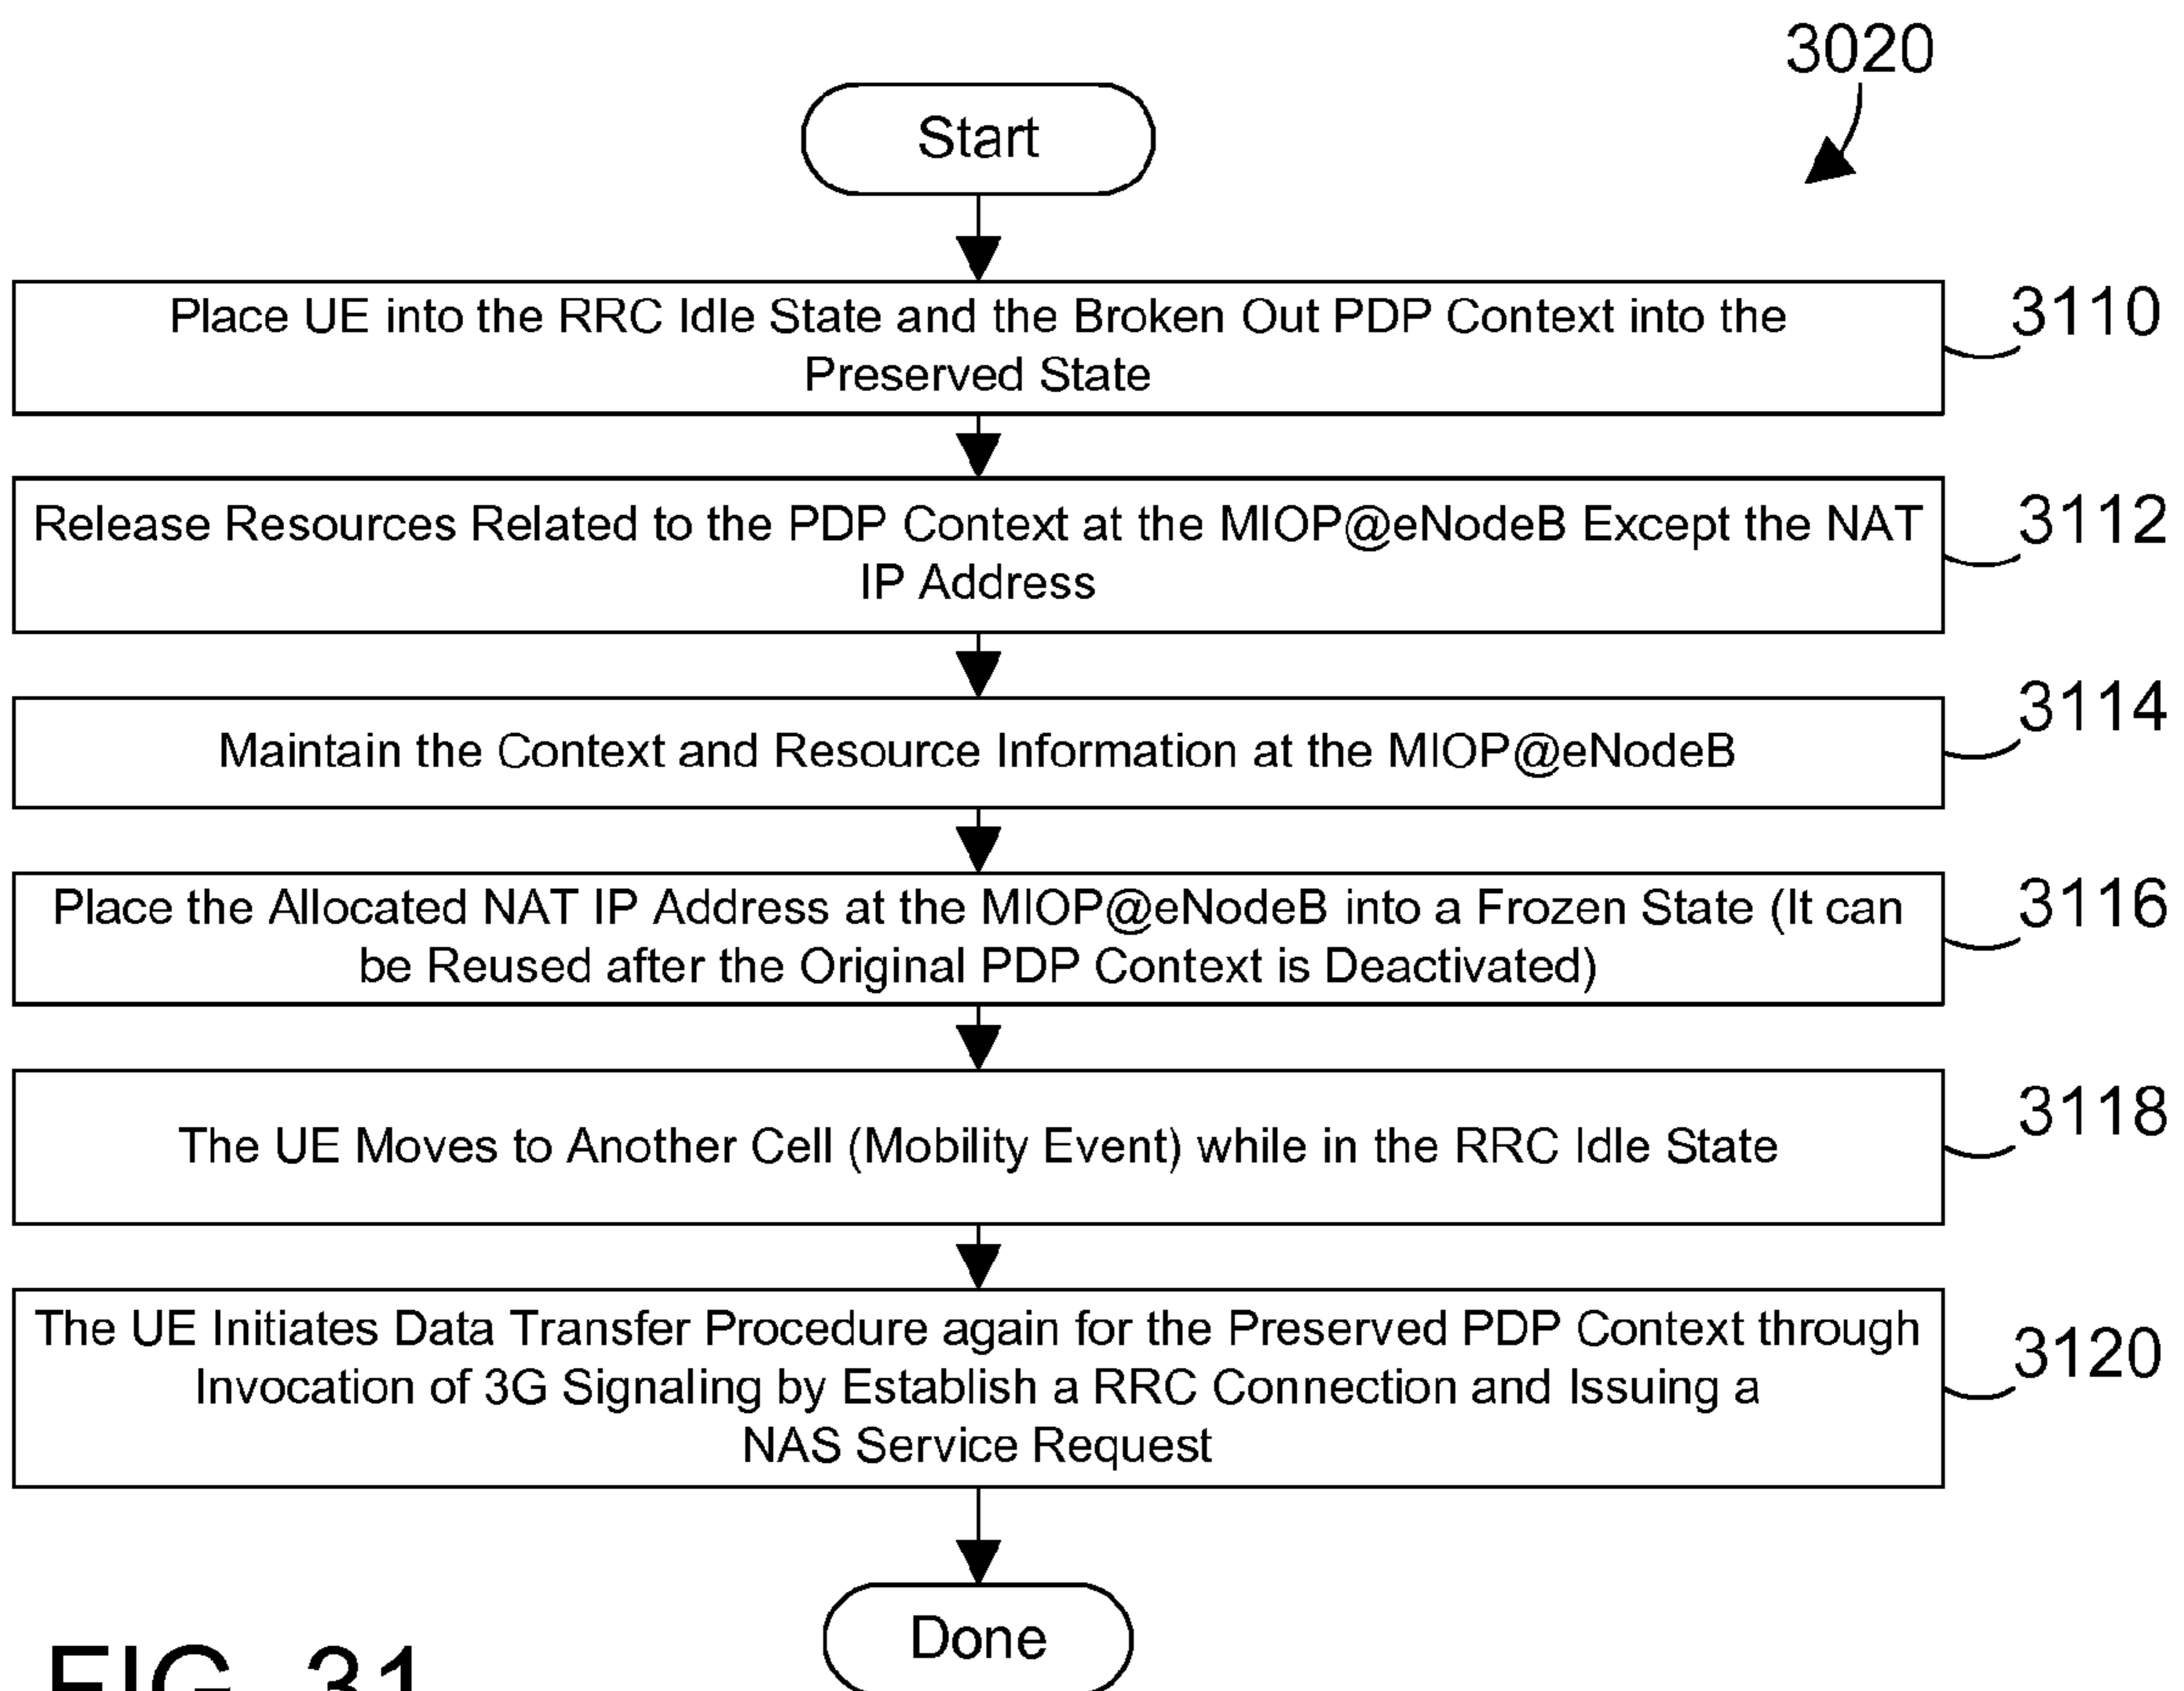 3020
Start
Place UE into the RRC Idle State and the Broken Out PDP Context into the
Preserved State
3110
Release Resources Related to the PDP Context at the MIOP@eNodeB Except the NAT
IP Address
3112
Maintain the Context and Resource Information at the MIOP@eNodeB
3114
Place the Allocated NAT IP Address at the MIOP@eNodeB into a Frozen State (It can
be Reused after the Original PDP Context is Deactivated)
3116
The UE Moves to Another Cell (Mobility Event) while in the RRC Idle State
3118
The UE Initiates Data Transfer Procedure again for the Preserved PDP Context through
Invocation of 3G Signaling by Establish a RRC Connection and Issuing a
NAS Service Request
3120
Done
FIG. 31